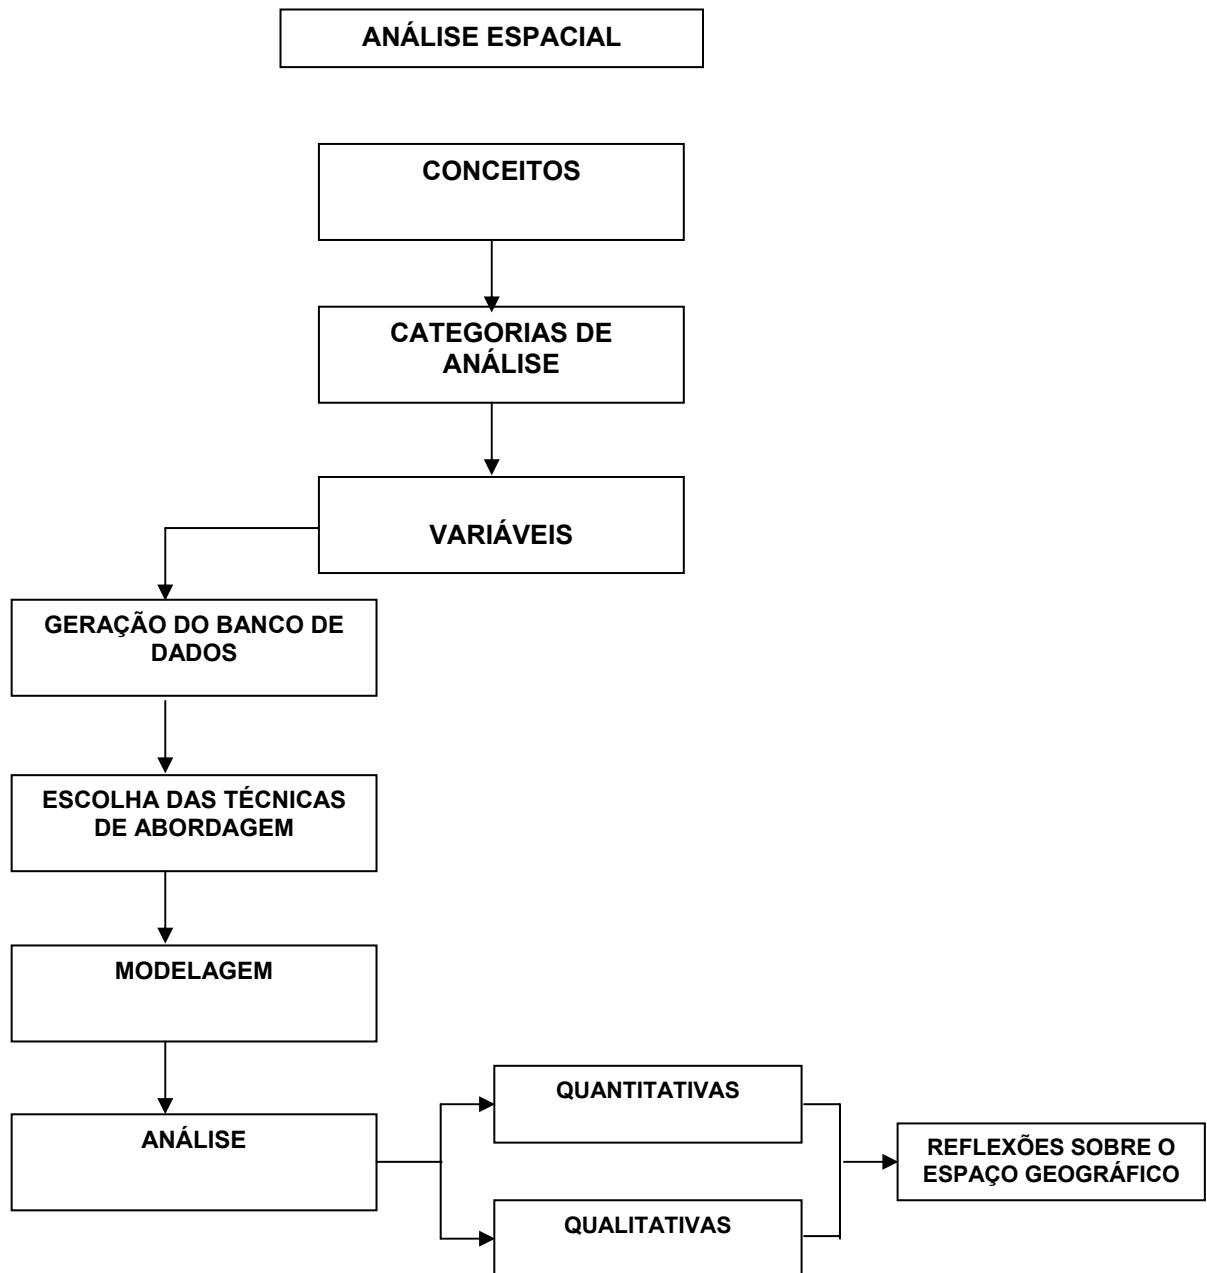 ANÁLISE ESPACIAL
CONCEITOS
CATEGORIAS DE
ANÁLISE
VARIÁVEIS
GERAÇÃO DO BANCO DE
DADOS
ESCOLHA DAS TÉCNICAS
DE ABORDAGEM
MODELAGEM
ANÁLISE
QUANTITATIVAS
QUALITATIVAS
REFLEXÕES SOBRE O
ESPAÇO GEOGRÁFICO